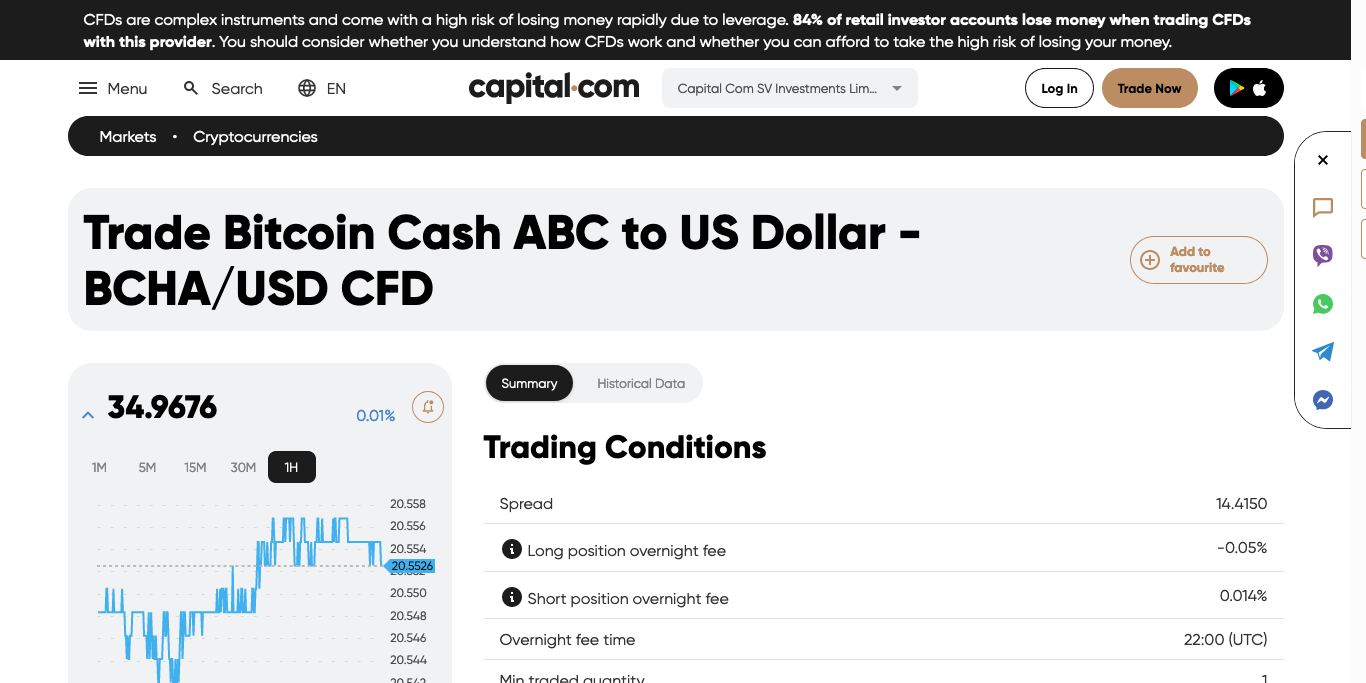 CFDs are complex instruments and come with a high risk of losing money rapidly due to leverage. 84% of retail investor accounts lose money when trading CFDs
with this provider. You should consider whether you understand how CFDs work and whether you can afford to take the high risk of losing your money.
Menu
Search
EN
capital.com
Capital Com SV Investments Lim...
Log In
Trade Now
Markets • Cryptocurrencies
Trade Bitcoin Cash ABC to US Dollar -
BCHA/USD CFD
Add to
favourite
34.9676
0.01%
1M 5M 15M 30M 1H
20.558
20.556
20.554
20.5526
20.550
20.548
20.546
20.544
Summary
Historical Data
Trading Conditions
Spread 14.4150
Long position overnight fee -0.05%
Short position overnight fee 0.014%
Overnight fee time 22:00 (UTC)
Min traded quantity 1